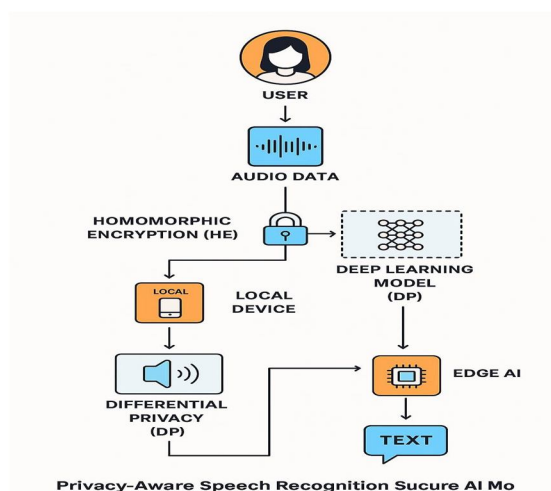 USER
AUDIO DATA
HOMOMORPHIC
ENCRYPTION (HE)
DEEP LEARNING
MODEL
(DP)
LOCAL
LOCAL
DEVICE
EDGE AI
DIFFERENTIAL
PRIVACY
(DP)
TEXT
Privacy-Aware Speech Recognition Sucure AI Mo